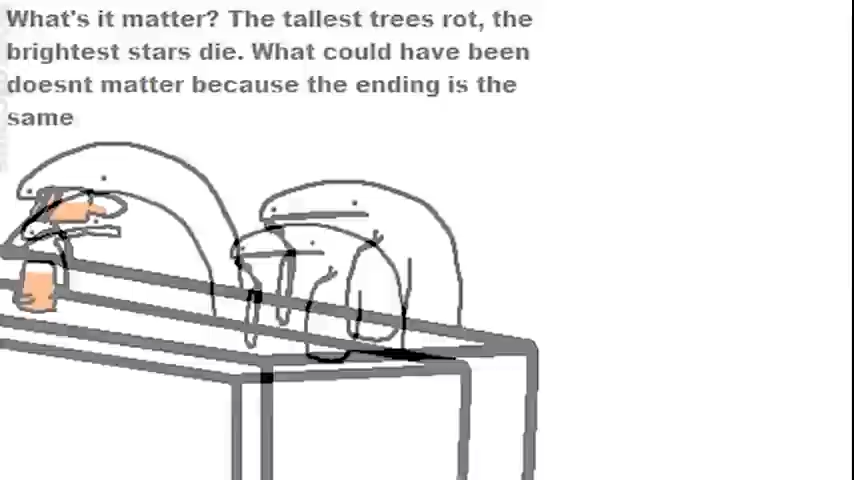 What's it matter? The tallest trees rot, the
brightest stars die. What could have been
doesnt matter because the ending is the
same